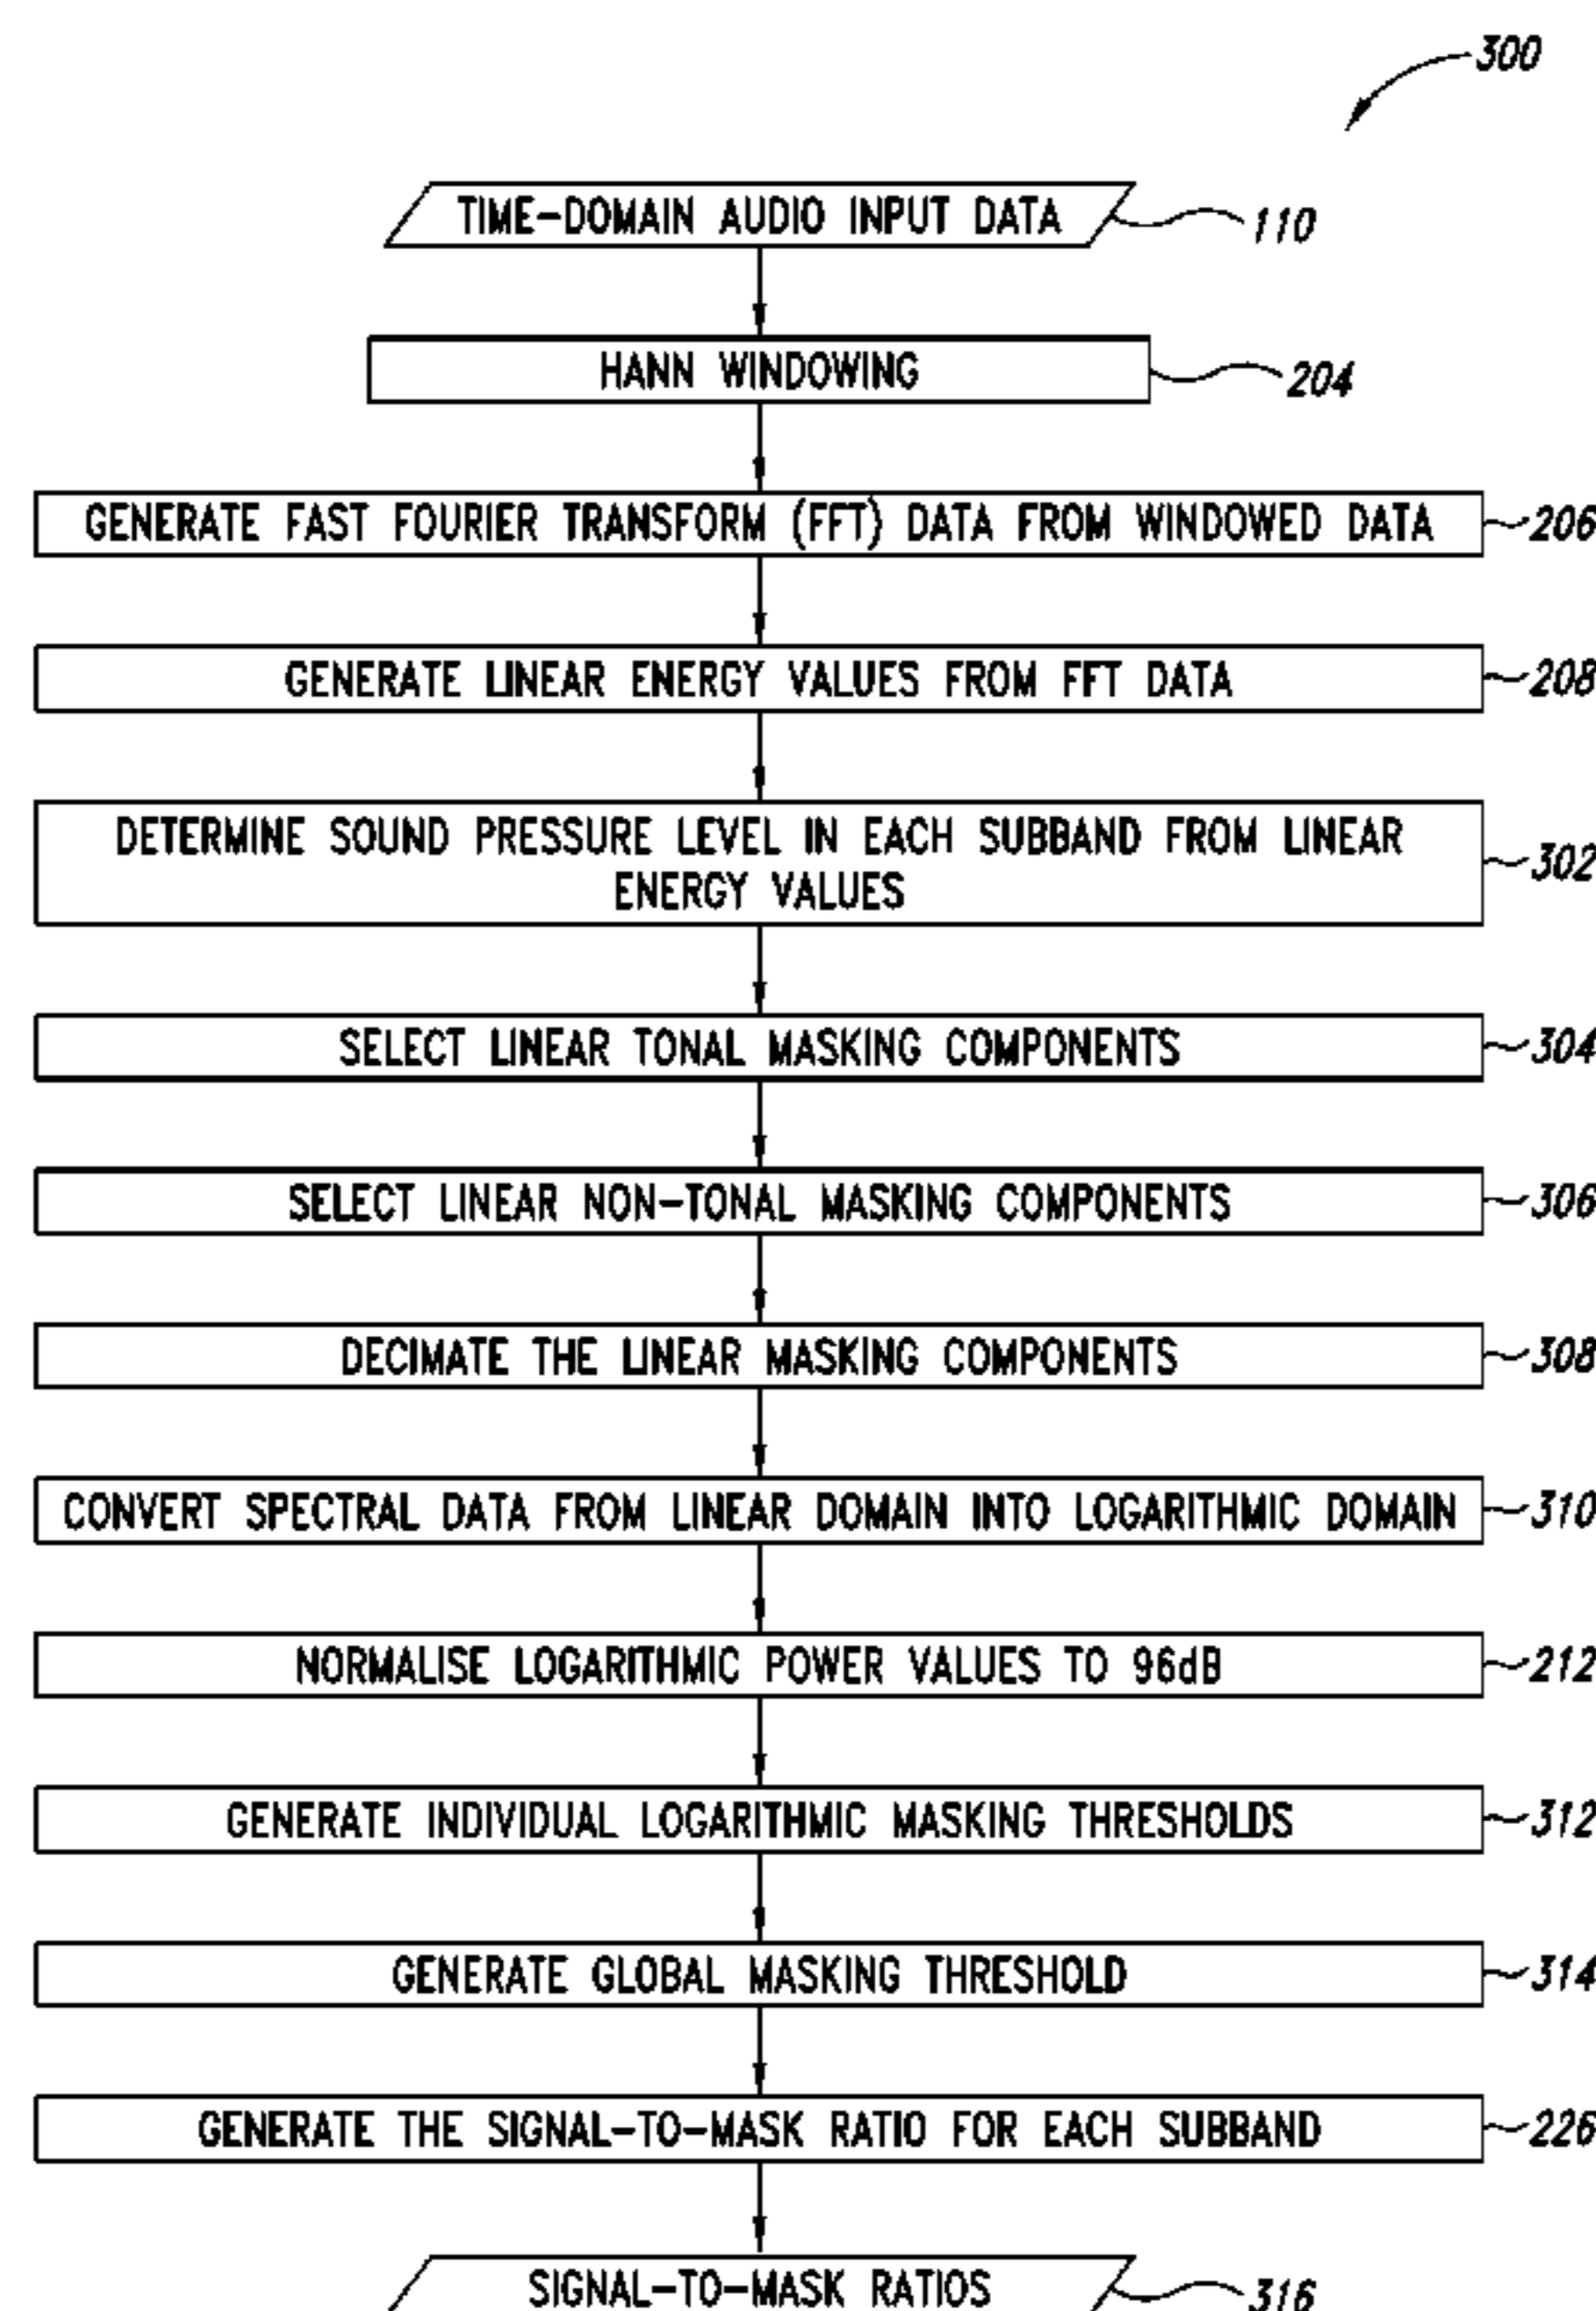 300
TIME-DOMAIN AUDIO INPUT DATA
110
HANN WINDOWING
204
GENERATE FAST FOURIER TRANSFORM (FFT) DATA FROM WINDOWED DATA
206
GENERATE LINEAR ENERGY VALUES FROM FFT DATA
208
DETERMINE SOUND PRESSURE LEVEL IN EACH SUBBAND FROM LINEAR
ENERGY VALUES
302
SELECT LINEAR TONAL MASKING COMPONENTS
304
SELECT LINEAR NON-TONAL MASKING COMPONENTS
306
DECIMATE THE LINEAR MASKING COMPONENTS
308
CONVERT SPECTRAL DATA FROM LINEAR DOMAIN INTO LOGARITHMIC DOMAIN
310
NORMALISE LOGARITHMIC POWER VALUES TO 96dB
212
GENERATE INDIVIDUAL LOGARITHMIC MASKING THRESHOLDS
312
GENERATE GLOBAL MASKING THRESHOLD
314
GENERATE THE SIGNAL-TO-MASK RATIO FOR EACH SUBBAND
226
SIGNAL-TO-MASK RATIOS
316